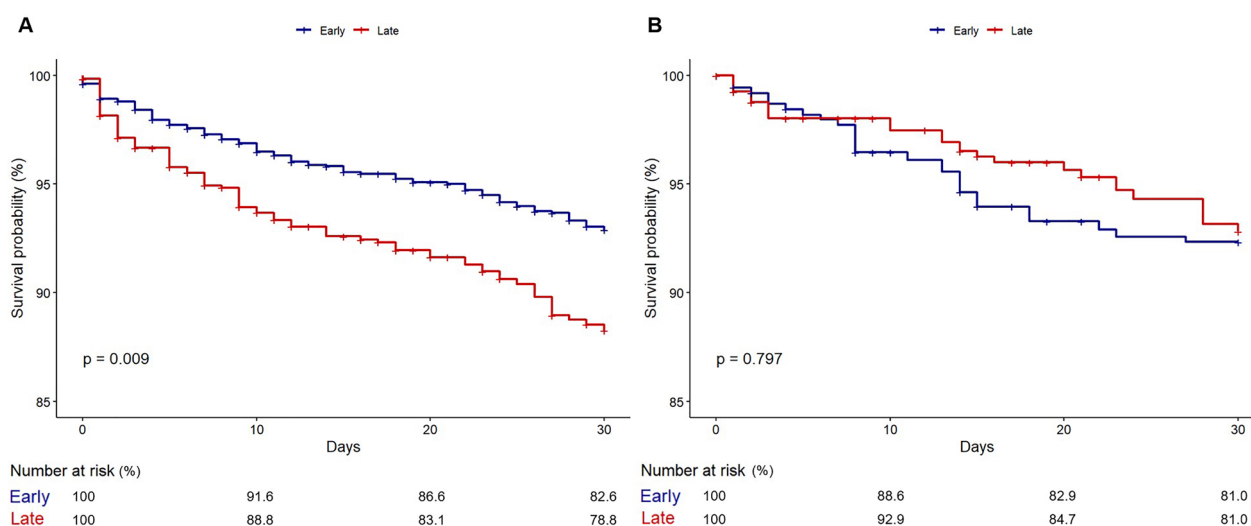 A
Early Late
100
95
90
85
Survival probability (%)
p = 0.009
0 10 20 30
Days
Number at risk (%)
Early 100 91.6 86.6 82.6
Late 100 88.8 83.1 78.8
B
Early Late
100
95
90
85
Survival probability (%)
p = 0.797
0 10 20 30
Days
Number at risk (%)
Early 100 88.6 82.9 81.0
Late 100 92.9 84.7 81.0